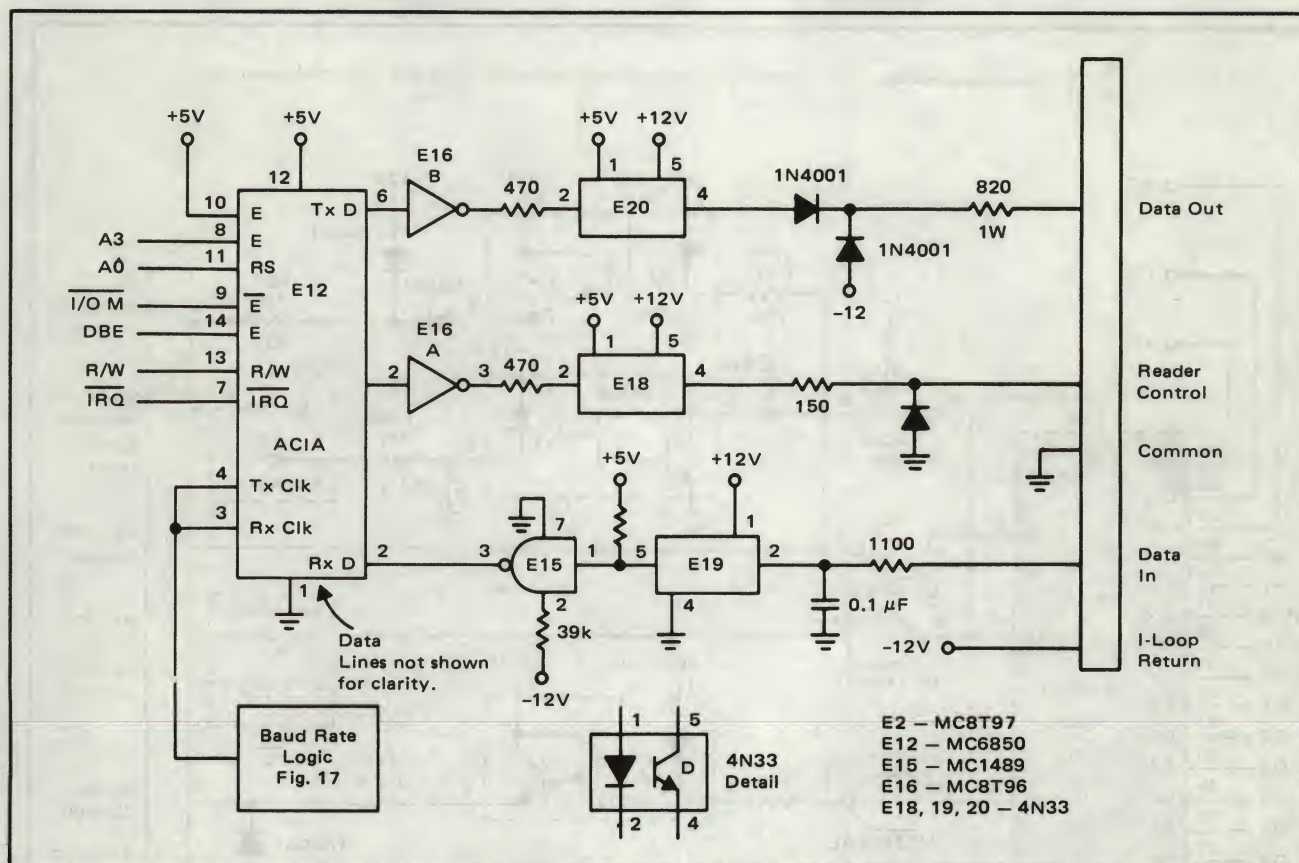 +5V
+5V
+5V
+12V
E16
B
12
10
E
Tx D
6
470
2
1
5
E20
4
1N4001
820
1W
Data Out
A3
8
E
A0
11
RS
E12
1N4001
-12
I/O M
9
E
DBE
14
E
R/W
13
R/W
IRQ
7
IRQ
E16
A
2
3
470
2
+5V
+12V
1
5
E18
4
150
Reader
Control
Common
ACIA
4
Tx Clk
3
Rx Clk
Rx D
2
1
3
E15
7
1
2
39k
-12V
+5V
5
+12V
1
E19
2
4
1100
0.1 μF
Data
In
-12V
I-Loop
Return
Data
Lines not shown
for clarity.
Baud Rate
Logic
Fig. 17
1
5
D
2
4
4N33
Detail
E2 – MC8T97
E12 – MC6850
E15 – MC1489
E16 – MC8T96
E18, 19, 20 – 4N33